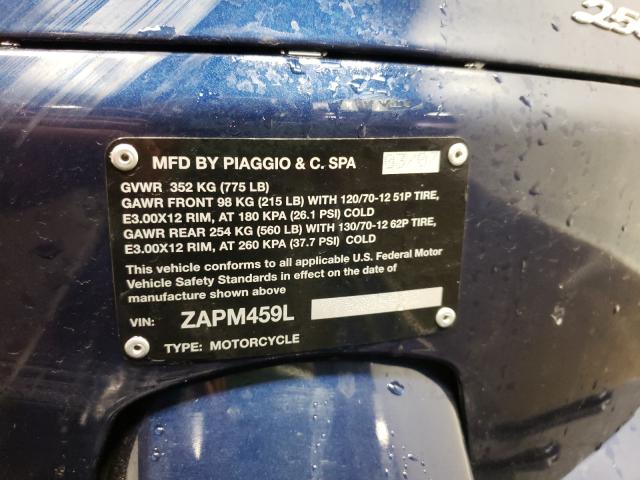 MFD BY PIAGGIO & C. SPA
GVWR 352 KG (775 LB)
GAWR FRONT 98 KG (215 LB) WITH 120/70-12 51P TIRE,
E3.00X12 RIM, AT 180 KPA (26.1 PSI) COLD
GAWR REAR 254 KG (560 LB) WITH 130/70-12 62P TIRE,
E3.00X12 RIM, AT 260 KPA (37.7 PSI) COLD
This vehicle conforms to all applicable U.S. Federal Motor
Vehicle Safety Standards in effect on the date of
manufacture shown above
VIN: ZAPM459L
TYPE: MOTORCYCLE